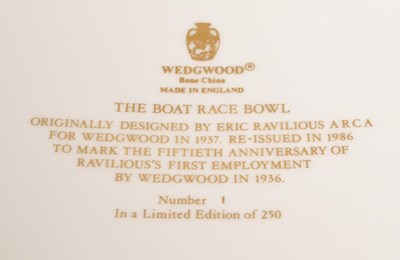 WEDGWOOD®
Bone China
MADE IN ENGLAND
THE BOAT RACE BOWL
ORIGINALLY DESIGNED BY ERIC RAVILIOUS A R C A
FOR WEDGWOOD IN 1937. RE-ISSUED IN 1986
TO MARK THE FIFTIETH ANNIVERSARY OF
RAVILIOUS'S FIRST EMPLOYMENT
BY WEDGWOOD IN 1936.
Number 1
In a Limited Edition of 250